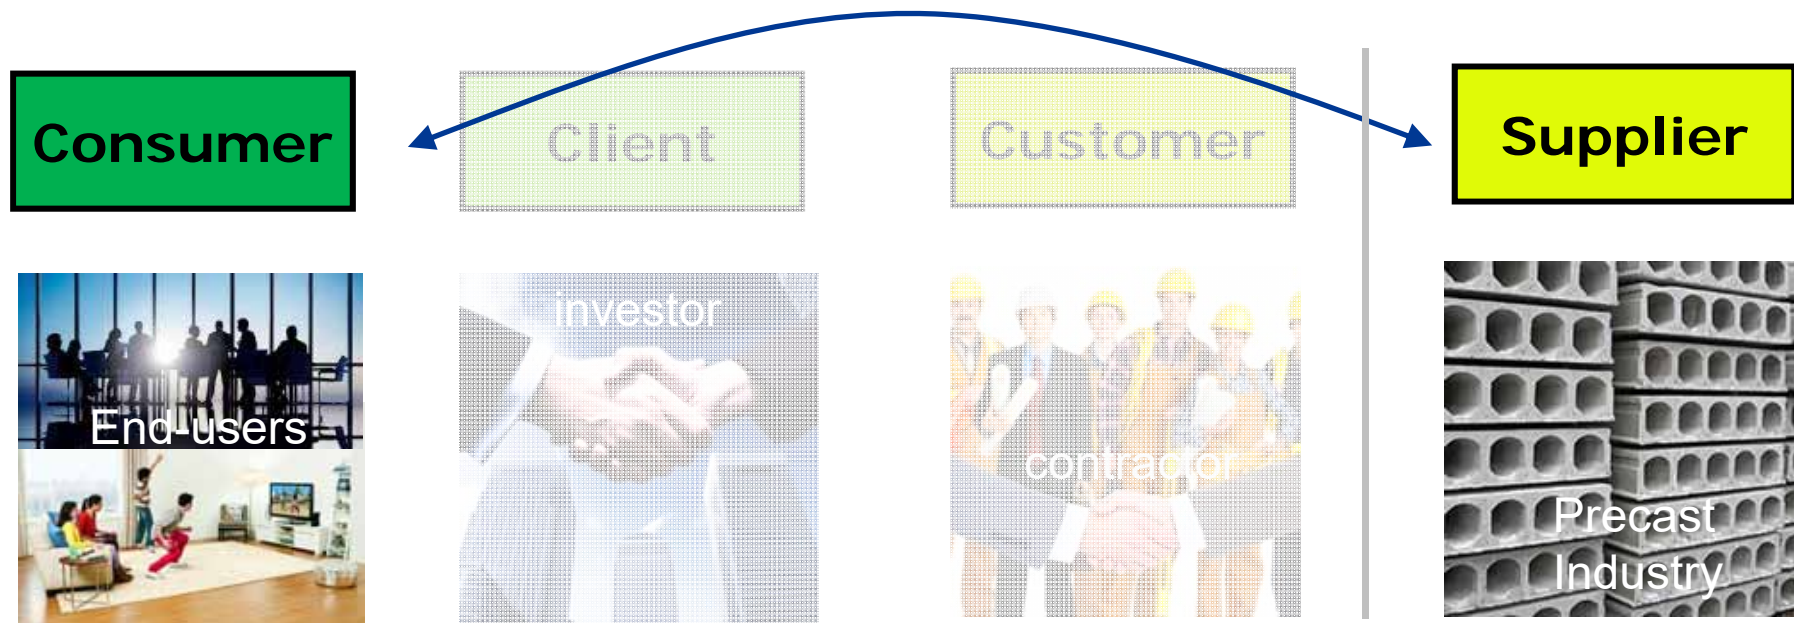 Consumer
Client
Customer
Supplier
End-users
investor
contractor
Precast
Industry